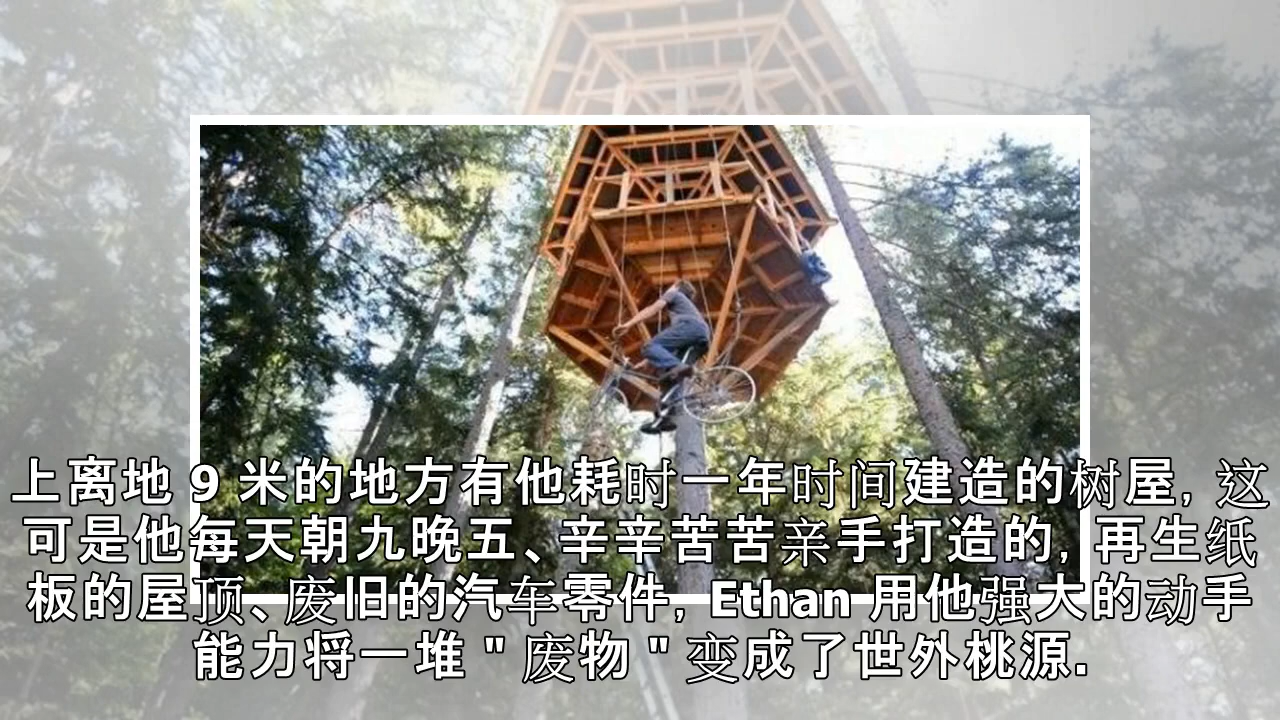 上离地 9 米的地方有他耗时一年时间建造的树屋, 这
可是他每天朝九晚五、辛辛苦苦亲手打造的, 再生纸
板的屋顶、废旧的汽车零件, Ethan 用他强大的动手
能力将一堆 " 废物 " 变成了世外桃源.